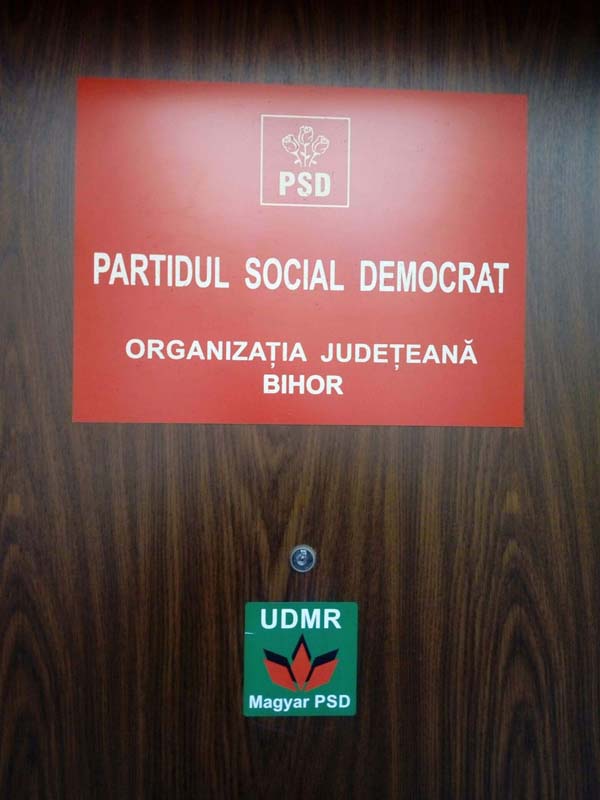 PSD
PARTIDUL SOCIAL DEMOCRAT
ORGANIZAȚIA JUDEȚEANĂ
BIHOR
UDMR
Magyar PSD